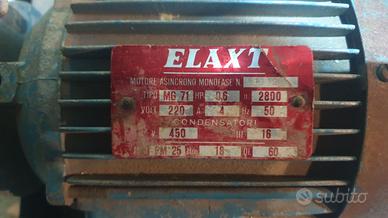 ELAXT
MOTORE ASINCRONO MONOFASE N
TIPO MG 71 HP 0,6 n 2800
VOLT 220 A 4 Hz 50
CONDENSATORI
V 450 16
PM 25 18 60
subito